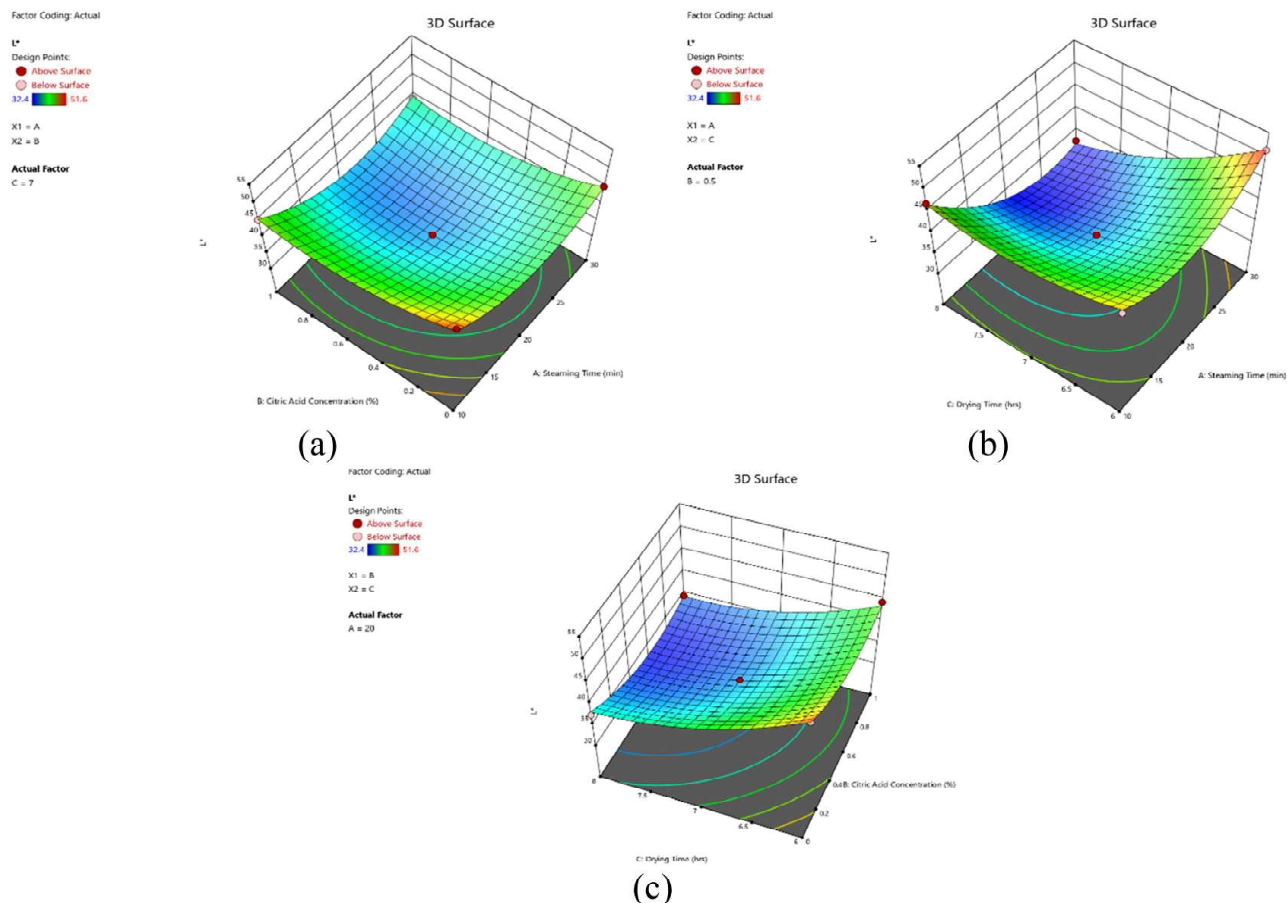 Factor Coding: Actual
3D Surface
L*
Design Points:
Above Surface
Below Surface
32.4 51.6
X1 = A
X2 = B
Actual Factor
C = 7
55
50
45
40
35
30
L*
1
0.8
0.6
0.4
0.2
0
10
15
20
25
30
B: Citric Acid Concentration (%)
A: Steaming Time (min)
(a)
Factor Coding: Actual
3D Surface
L*
Design Points:
Above Surface
Below Surface
32.4 51.6
X1 = A
X2 = C
Actual Factor
B = 0.5
55
50
45
40
35
30
L*
8
7.5
7
6.5
6
10
15
20
25
30
C: Drying Time (hrs)
A: Steaming Time (min)
(b)
Factor Coding: Actual
3D Surface
L*
Design Points:
Above Surface
Below Surface
32.4 51.6
X1 = B
X2 = C
Actual Factor
A = 20
55
50
45
40
35
30
L*
8
7.5
7
6.5
6
0
0.2
0.4
0.6
0.8
1
B: Citric Acid Concentration (%)
C: Drying Time (hrs)
(c)